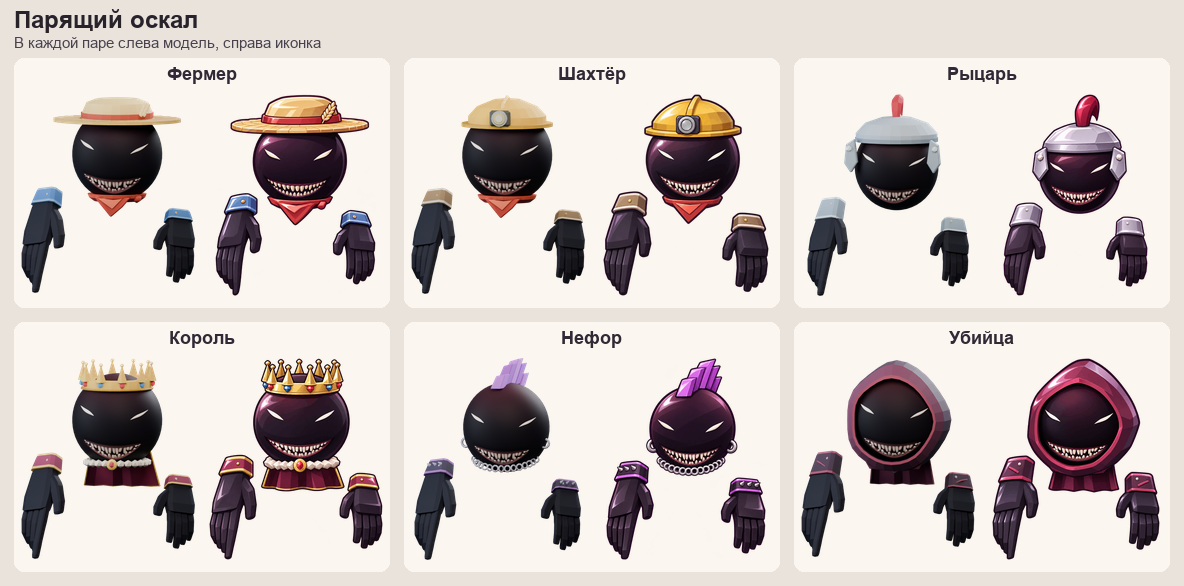 Парящий оскал
В каждой паре слева модель, справа иконка
Фермер
Шахтёр
Рыцарь
Король
Нефор
Убийца